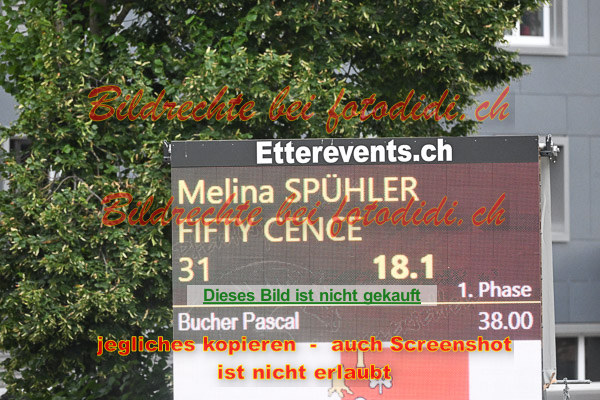 Bildrechte bei fotodidi.ch
Etterevents.ch
Melina SPÜHLER
Bildrechte bei fotodidi.ch
FIFTY CENCE
31 18.1
Dieses Bild ist nicht gekauft 1. Phase
Bucher Pascal 38.00
jegliches kopieren - auch Screenshot
ist nicht erlaubt